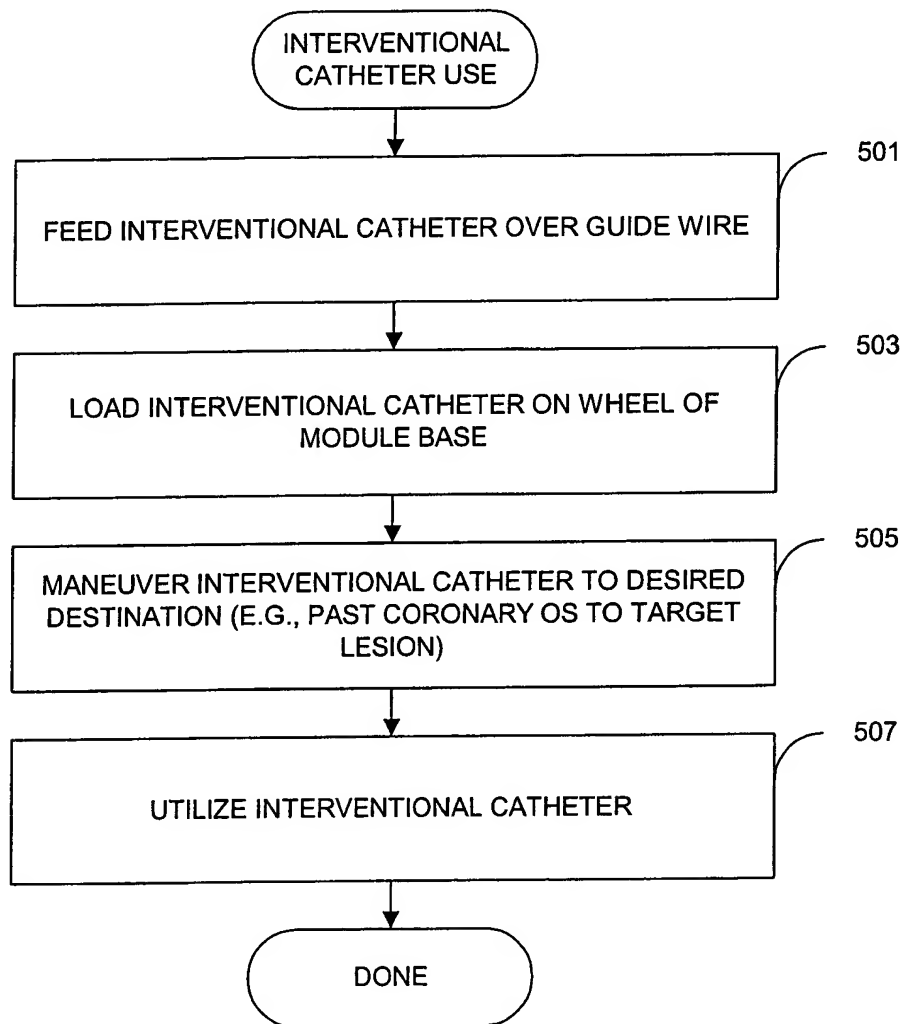 INTERVENTIONAL
CATHETER USE
501
FEED INTERVENTIONAL CATHETER OVER GUIDE WIRE
503
LOAD INTERVENTIONAL CATHETER ON WHEEL OF
MODULE BASE
505
MANEUVER INTERVENTIONAL CATHETER TO DESIRED
DESTINATION (E.G., PAST CORONARY OS TO TARGET
LESION)
507
UTILIZE INTERVENTIONAL CATHETER
DONE